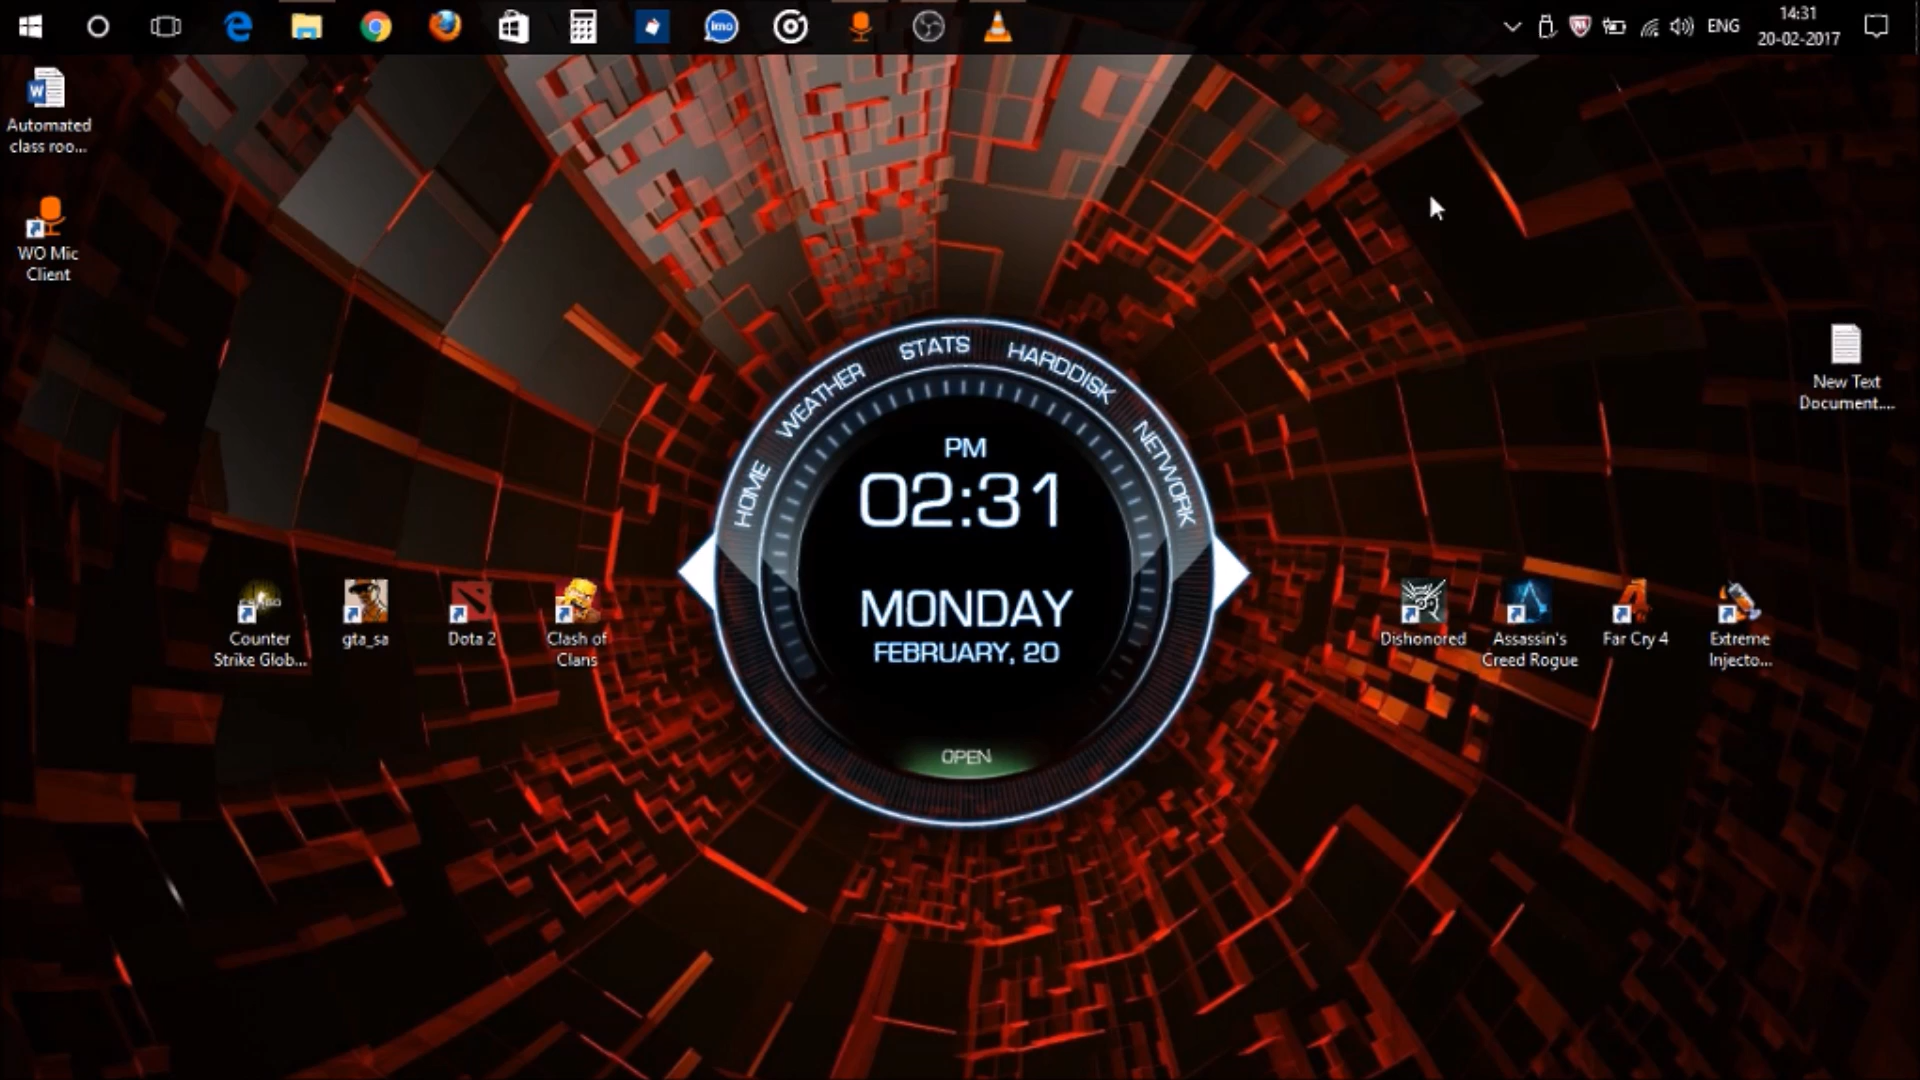 imo
ENG
14:31
20-02-2017
Automated
class roo...
WO Mic
Client
New Text
Document....
HOME
WEATHER
STATS
HARDDISK
NETWORK
PM
02:31
MONDAY
FEBRUARY, 20
OPEN
Counter
Strike Glob...
gta_sa
Dota 2
Clash of
Clans
Dishonored
Assassin's
Creed Rogue
Far Cry 4
Extreme
Injecto...